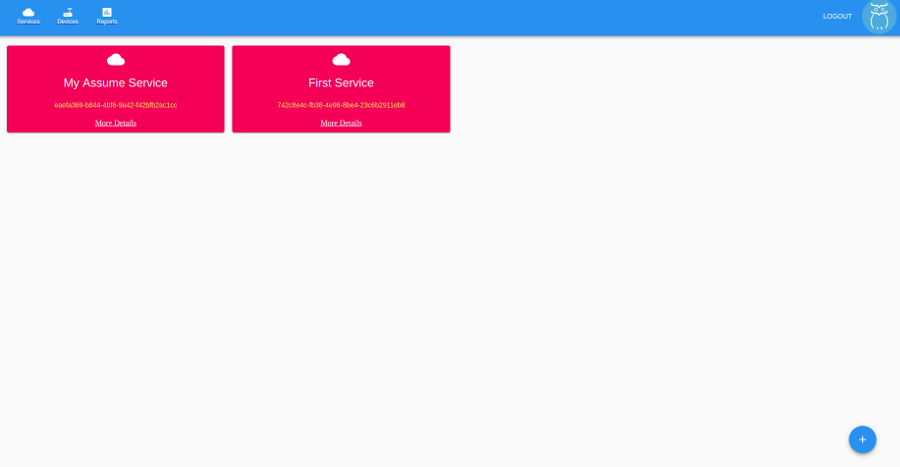 Services
Devices
Reports
LOGOUT
My Assume Service
eaefa369-b844-4bf6-9a42-f42bfb2ac1cc
More Details
First Service
742c8e4c-fb38-4e98-8be4-23c6b2911eb8
More Details